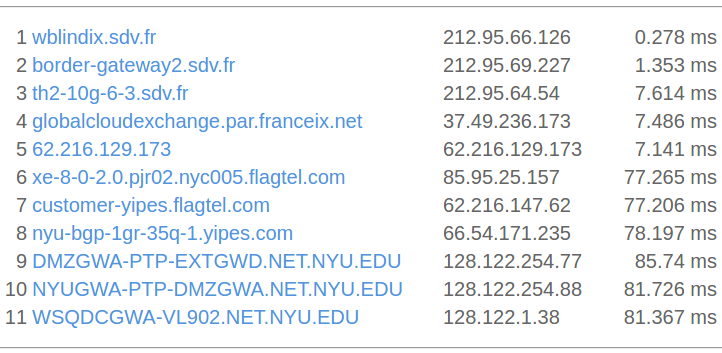 1 wblindix.sdv.fr 212.95.66.126 0.278 ms
2 border-gateway2.sdv.fr 212.95.69.227 1.353 ms
3 th2-10g-6-3.sdv.fr 212.95.64.54 7.614 ms
4 globalcloudexchange.par.franceix.net 37.49.236.173 7.486 ms
5 62.216.129.173 62.216.129.173 7.141 ms
6 xe-8-0-2.0.pjr02.nyc005.flagtel.com 85.95.25.157 77.265 ms
7 customer-yipes.flagtel.com 62.216.147.62 77.206 ms
8 nyu-bgp-1gr-35q-1.yipes.com 66.54.171.235 78.197 ms
9 DMZGWA-PTP-EXTGWD.NET.NYU.EDU 128.122.254.77 85.74 ms
10 NYUGWA-PTP-DMZGWA.NET.NYU.EDU 128.122.254.88 81.726 ms
11 WSQDCGWA-VL902.NET.NYU.EDU 128.122.1.38 81.367 ms